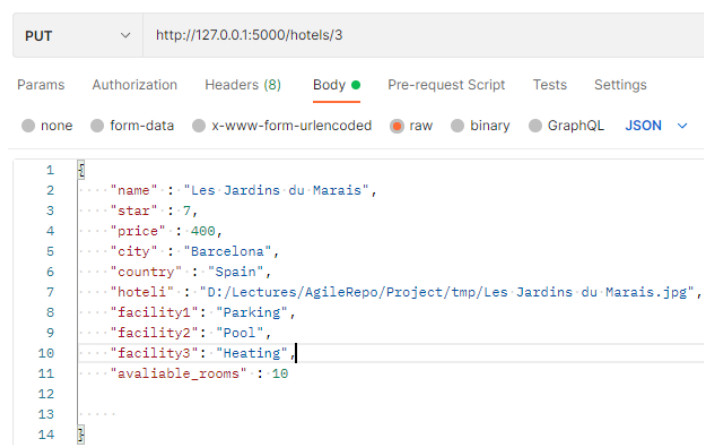 PUT http://127.0.0.1:5000/hotels/3
Params Authorization Headers (8) Body Pre-request Script Tests Settings
none form-data x-www-form-urlencoded raw binary GraphQL JSON
1 {
2 "name" : "Les Jardins du Marais",
3 "star" : 7,
4 "price" : 400,
5 "city" : "Barcelona",
6 "country" : "Spain",
7 "hoteli" : "D:/Lectures/AgileRepo/Project/tmp/Les Jardins du Marais.jpg",
8 "facility1": "Parking",
9 "facility2": "Pool",
10 "facility3": "Heating",
11 "avaliable_rooms" : 10
12
13
14 }